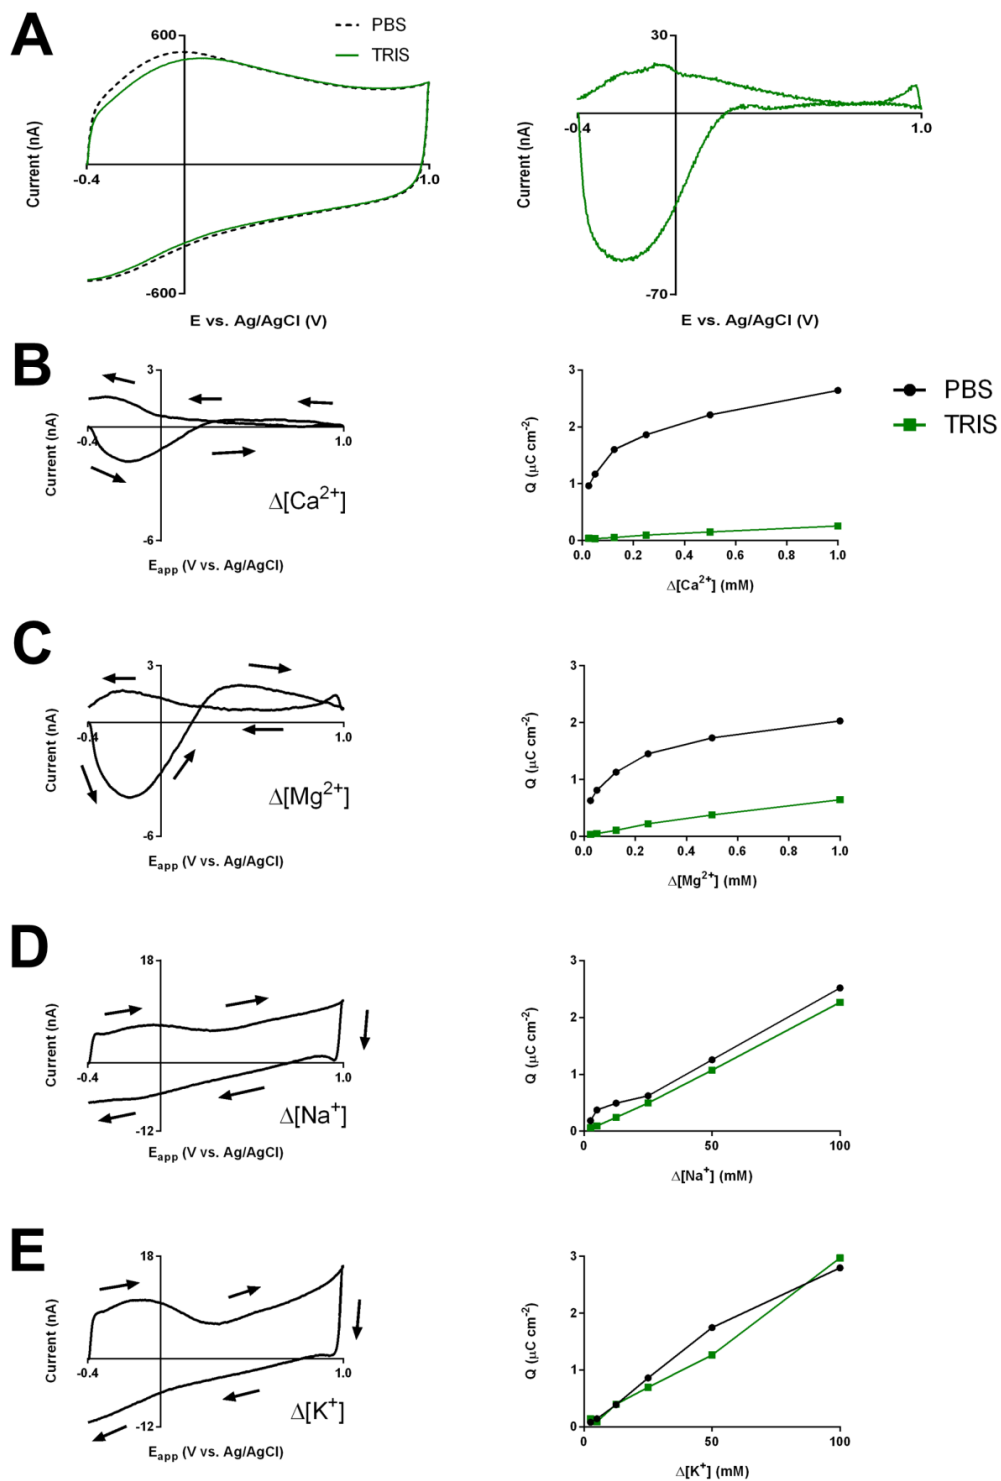 A
600
PBS
TRIS
Current (nA)
-0.4
1.0
-600
E vs. Ag/AgCl (V)
30
Current (nA)
-0.4
1.0
-70
E vs. Ag/AgCl (V)
B
3
Current (nA)
-0.4
1.0
Δ[Ca²⁺]
-6
Eapp (V vs. Ag/AgCl)
3
2
1
0
Q (μC cm⁻²)
0.0 0.2 0.4 0.6 0.8 1.0
Δ[Ca²⁺] (mM)
PBS
TRIS
C
3
Current (nA)
-0.4
1.0
Δ[Mg²⁺]
-6
Eapp (V vs. Ag/AgCl)
3
2
1
0
Q (μC cm⁻²)
0.0 0.2 0.4 0.6 0.8 1.0
Δ[Mg²⁺] (mM)
D
18
Current (nA)
-0.4
1.0
Δ[Na⁺]
-12
Eapp (V vs. Ag/AgCl)
3
2
1
0
Q (μC cm⁻²)
0 50 100
Δ[Na⁺] (mM)
E
18
Current (nA)
-0.4
1.0
Δ[K⁺]
-12
Eapp (V vs. Ag/AgCl)
3
2
1
0
Q (μC cm⁻²)
0 50 100
Δ[K⁺] (mM)